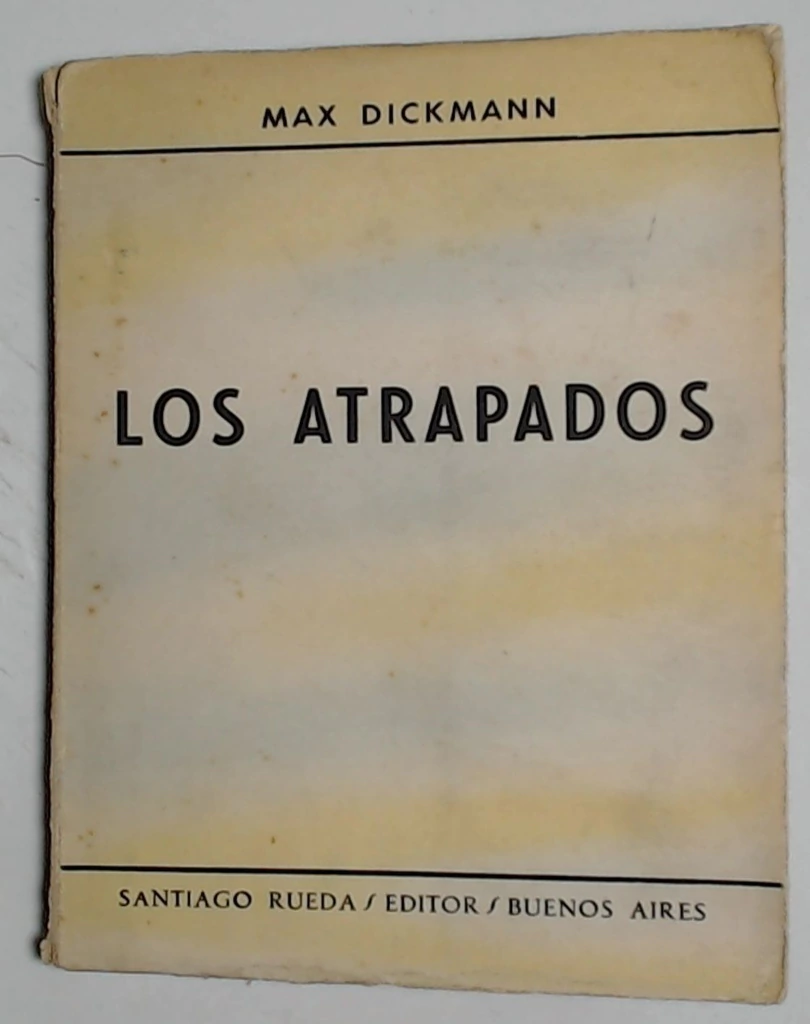 MAX DICKMANN
LOS ATRAPADOS
SANTIAGO RUEDA / EDITOR / BUENOS AIRES